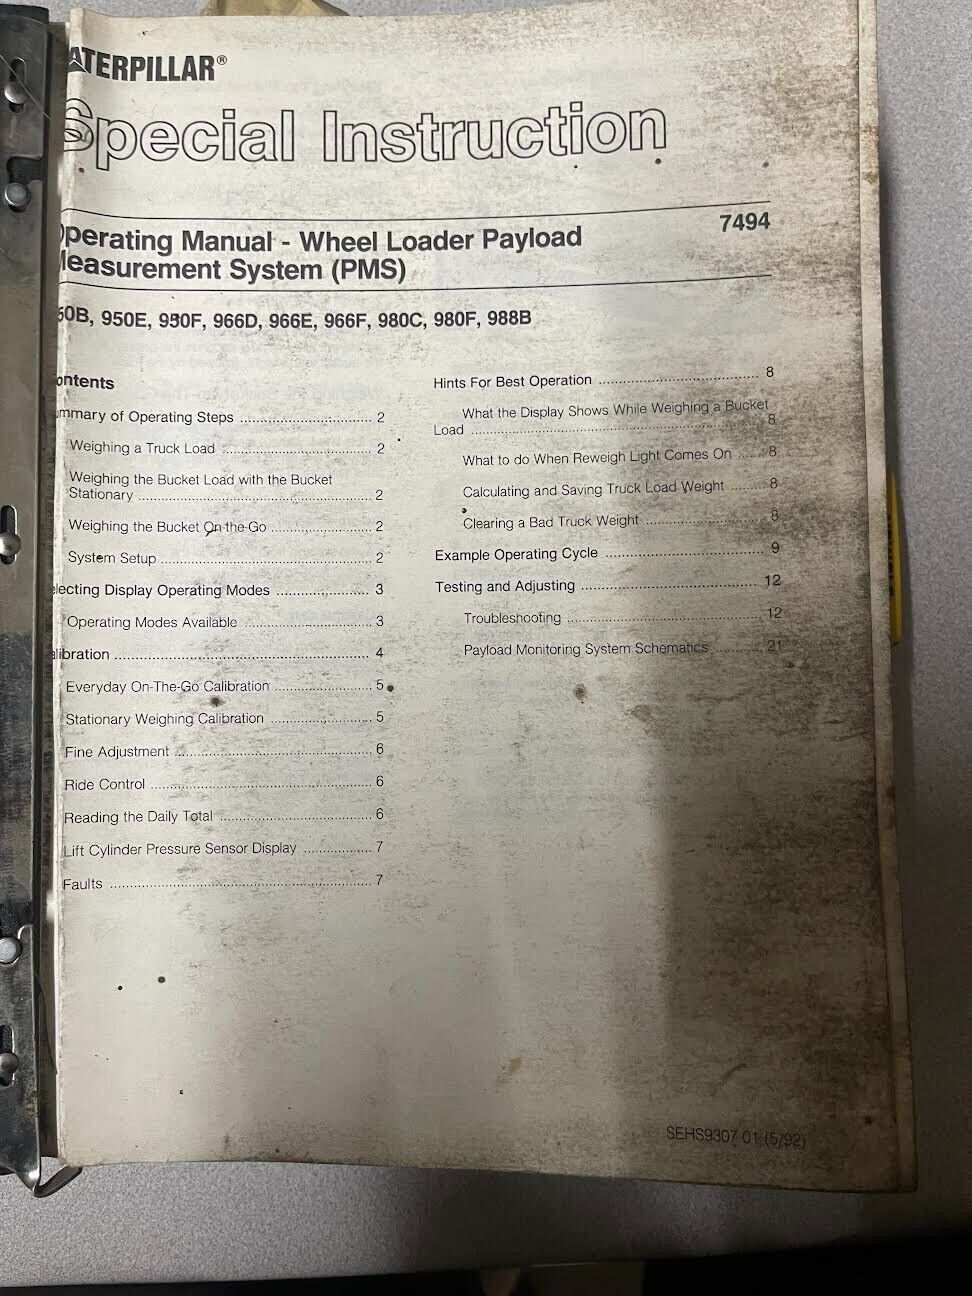 ATERPILLAR®
Special Instruction
Operating Manual - Wheel Loader Payload
Measurement System (PMS)
7494
50B, 950E, 950F, 966D, 966E, 966F, 980C, 980F, 988B
ontents
mmary of Operating Steps ................................ 2
Weighing a Truck Load .................................... 2
Weighing the Bucket Load with the Bucket
Stationary ......................................................... 2
Weighing the Bucket On-the-Go ......................... 2
System Setup .................................................... 2
lecting Display Operating Modes ....................... 3
Operating Modes Available ............................... 3
libration .............................................................. 4
Everyday On-The-Go Calibration ........................ 5
Stationary Weighing Calibration ......................... 5
Fine Adjustment ................................................ 6
Ride Control ...................................................... 6
Reading the Daily Total ..................................... 6
Lift Cylinder Pressure Sensor Display ................. 7
Faults ................................................................ 7
Hints For Best Operation ....................................... 8
What the Display Shows While Weighing a Bucket
Load ......................................................................... 8
What to do When Reweigh Light Comes On ....... 8
Calculating and Saving Truck Load Weight ......... 8
Clearing a Bad Truck Weight .............................. 8
Example Operating Cycle ....................................... 9
Testing and Adjusting ........................................... 12
Troubleshooting ................................................ 12
Payload Monitoring System Schematics ............ 21
SEHS9307 01 (5/92)